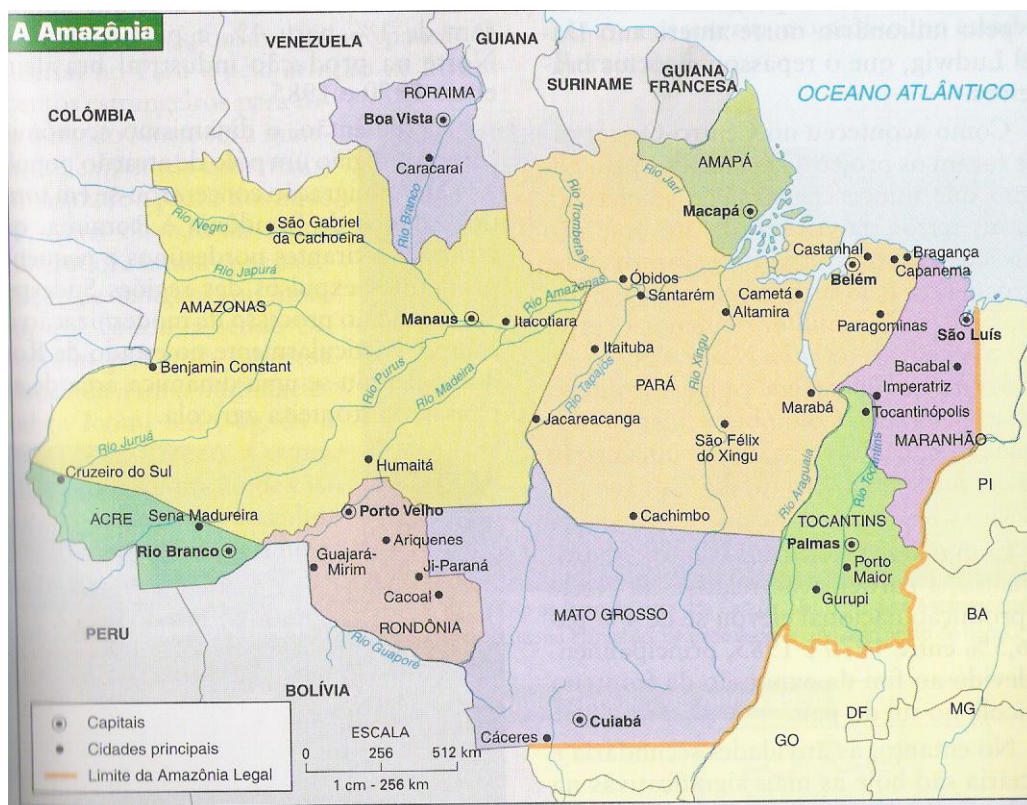 A Amazônia
VENEZUELA
GUIANA
SURINAME
GUIANA
FRANCESA
COLÔMBIA
OCEANO ATLÂNTICO
RORAIMA
Boa Vista
Caracaraí
Rio Branco
AMAPÁ
Rio Jari
Macapá
Rio Trombetas
Rio Negro
São Gabriel
da Cachoeira
Rio Japurá
AMAZONAS
Manaus
Itacotiara
Rio Amazonas
Óbidos
Santarém
Castanhal
Bragança
Capanema
Belém
Cametá
Altamira
Paragominas
São Luís
Benjamin Constant
Rio Purus
Rio Madeira
Itaituba
Rio Tapajós
Rio Xingu
PARÁ
Bacabal
Imperatriz
Marabá
Tocantinópolis
MARANHÃO
Jacareacanga
São Félix
do Xingu
Rio Juruá
Cruzeiro do Sul
Humaitá
Rio Araguaia
Rio Tocantins
PI
ACRE
Sena Madureira
Porto Velho
Cachimbo
TOCANTINS
Rio Branco
Ariquenes
Palmas
Guajará-
Mirim
Ji-Paraná
Porto
Maior
Cacoal
Gurupi
MATO GROSSO
RONDÔNIA
BA
PERU
Rio Guaporé
BOLÍVIA
Cuiabá
Cáceres
DF
MG
GO
Capitais
Cidades principais
Limite da Amazônia Legal
ESCALA
0 256 512 km
1 cm - 256 km